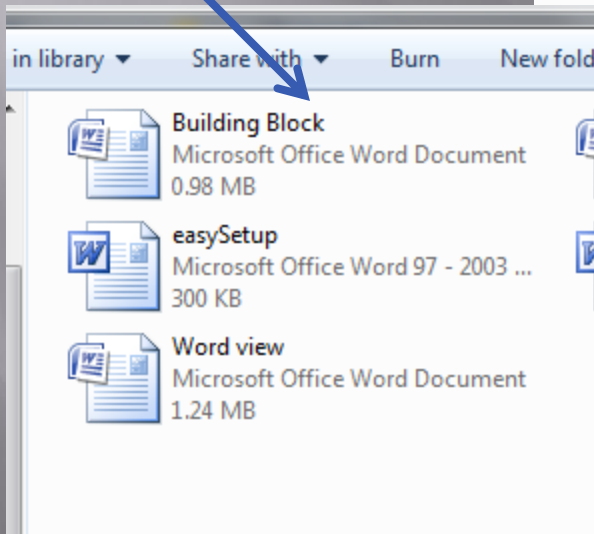 in library Share with Burn New fold
Building Block
Microsoft Office Word Document
0.98 MB
easySetup
Microsoft Office Word 97 - 2003 ...
300 KB
Word view
Microsoft Office Word Document
1.24 MB